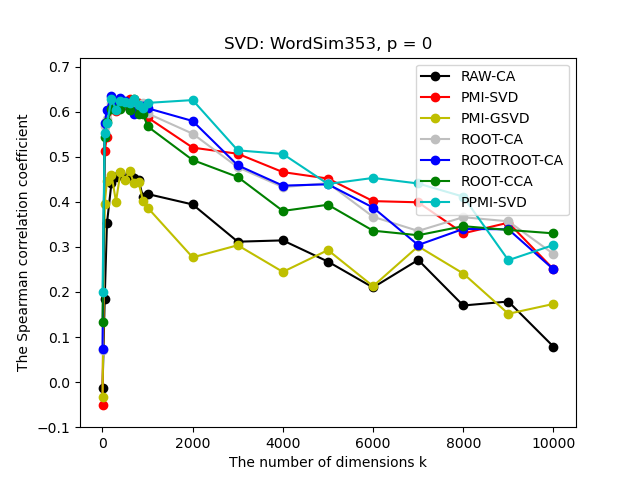 SVD: WordSim353, p = 0
The Spearman correlation coefficient
0.7
0.6
0.5
0.4
0.3
0.2
0.1
0.0
−0.1
RAW-CA
PMI-SVD
PMI-GSVD
ROOT-CA
ROOTROOT-CA
ROOT-CCA
PPMI-SVD
0 2000 4000 6000 8000 10000
The number of dimensions k